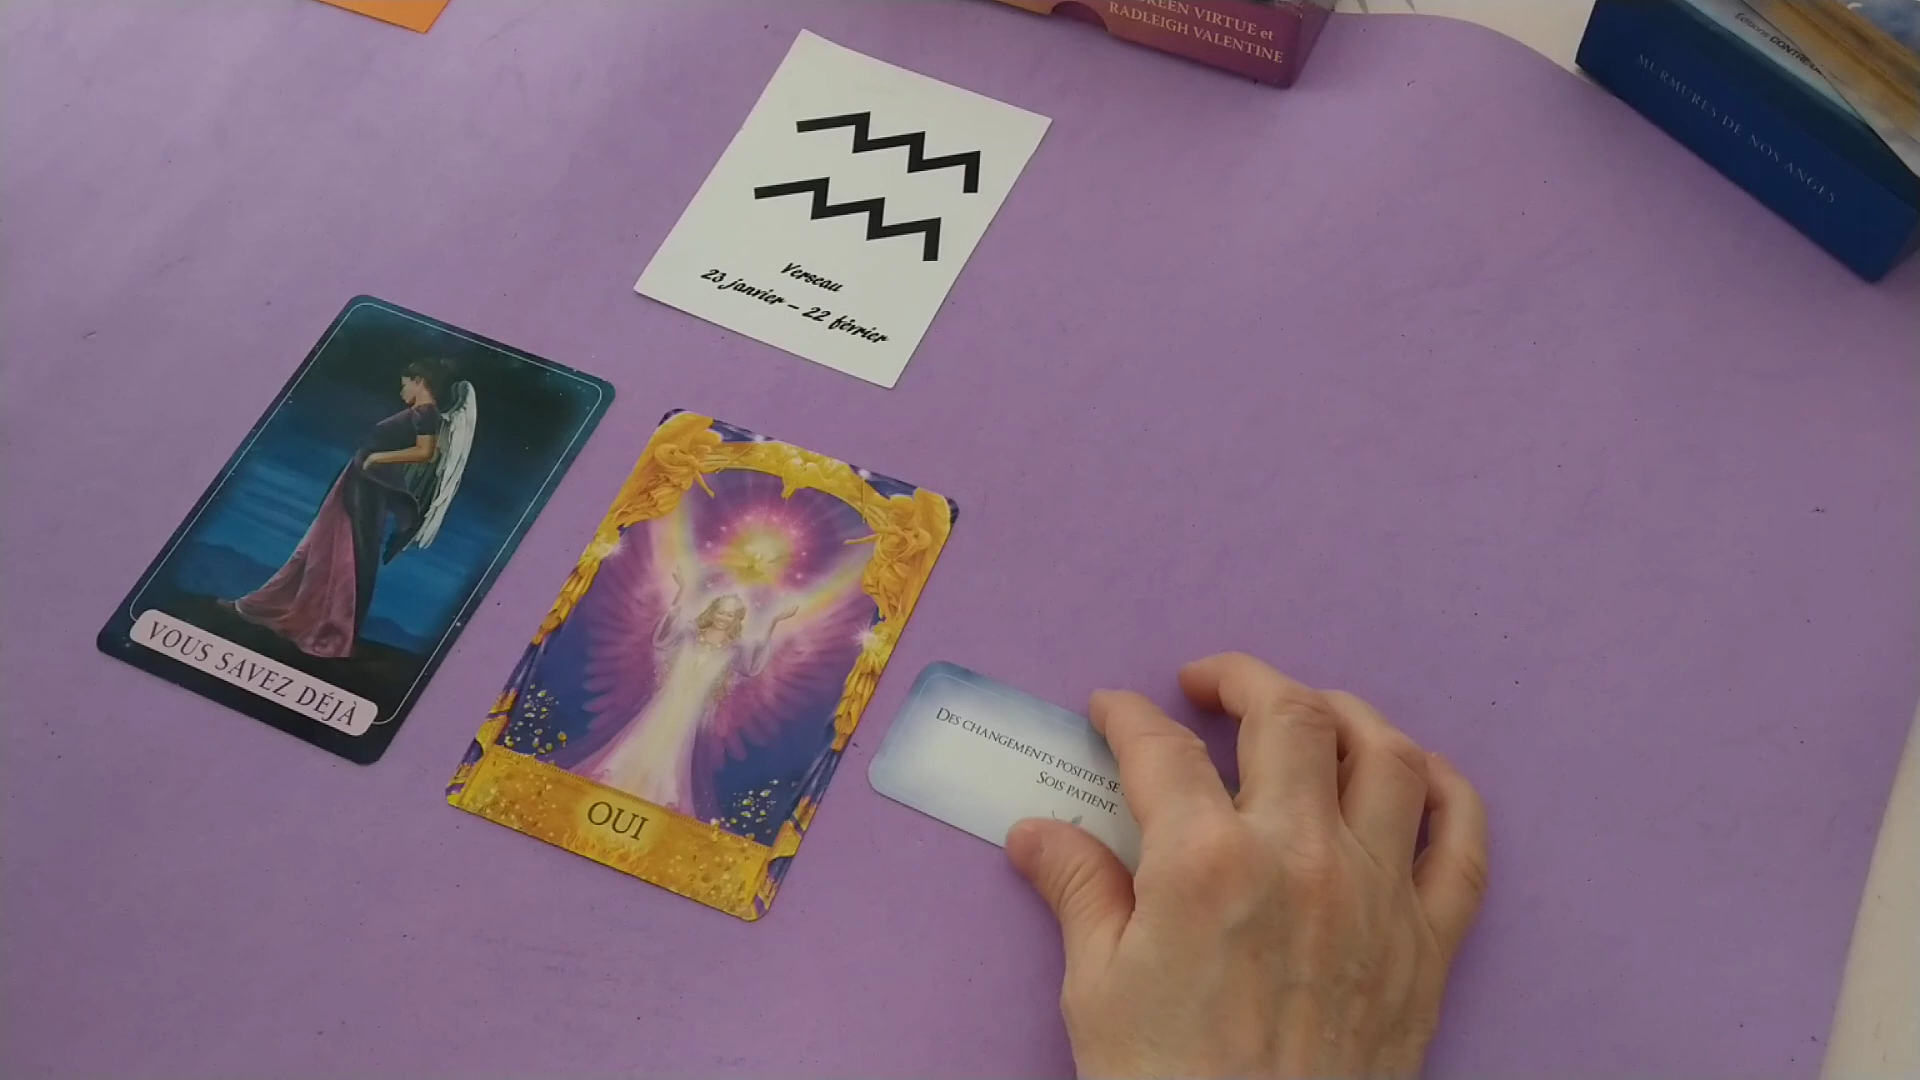 VIRTUE et
RADLEIGH VALENTINE
Éditions
MURMURES DE NOS ANGES
Verseau
23 janvier – 22 février
VOUS SAVEZ DÉJÀ
OUI
DES CHANGEMENTS POSITIFS SE
SOIS PATIENT.